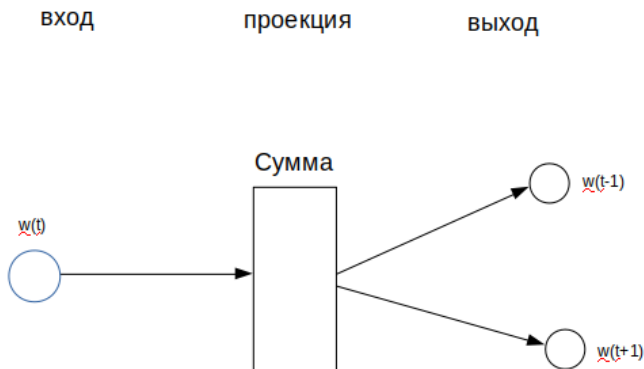 вход проекция выход
Сумма
w(t)
w(t-1)
w(t+1)